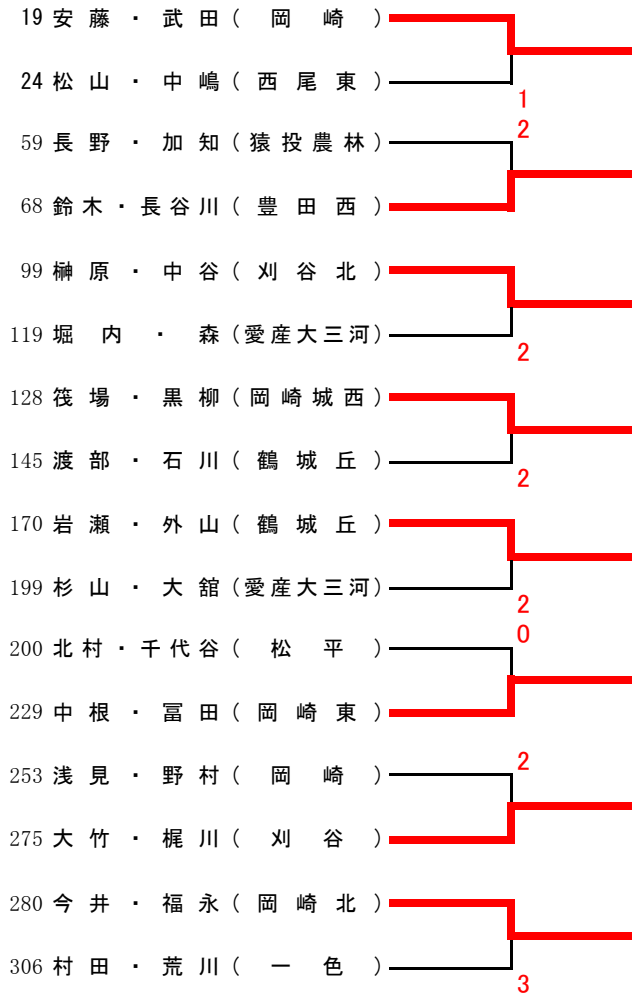 19 安藤・武田(岡崎)
24 松山・中嶋(西尾東)
1
2
59 長野・加知(猿投農林)
68 鈴木・長谷川(豊田西)
99 榊原・中谷(刈谷北)
119 堀内・森(愛産大三河)
2
128 筏場・黒柳(岡崎城西)
145 渡部・石川(鶴城丘)
2
170 岩瀬・外山(鶴城丘)
199 杉山・大舘(愛産大三河)
2
0
200 北村・千代谷(松平)
229 中根・冨田(岡崎東)
2
253 浅見・野村(岡崎)
275 大竹・梶川(刈谷)
280 今井・福永(岡崎北)
306 村田・荒川(一色)
3